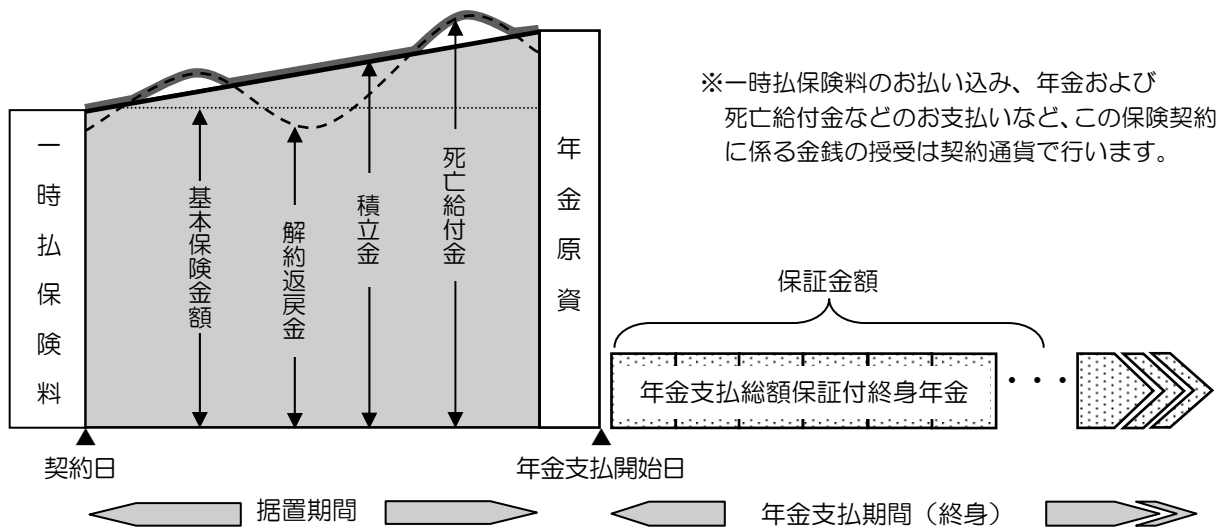 ※一時払保険料のお払い込み、年金および
死亡給付金などのお支払いなど、この保険契約
に係る金銭の授受は契約通貨で行います。
一時払保険料
基本保険金額
解約返戻金
積立金
死亡給付金
年金原資
保証金額
年金支払総額保証付終身年金
・・・
契約日
年金支払開始日
据置期間
年金支払期間（終身）